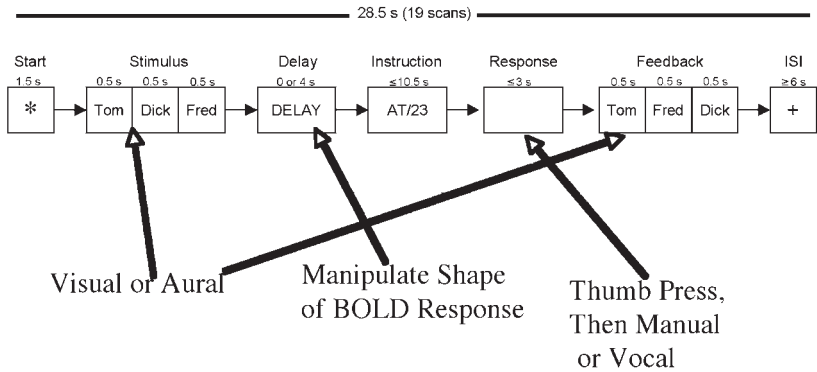 28.5 s (19 scans)
Start Stimulus Delay Instruction Response Feedback ISI
1.5 s 0.5 s 0.5 s 0.5 s 0 or 4 s ≤10.5 s ≤3 s 0.5 s 0.5 s 0.5 s ≥6 s
* Tom Dick Fred DELAY AT/23 Tom Fred Dick +
Visual or Aural
Manipulate Shape
of BOLD Response
Thumb Press,
Then Manual
or Vocal